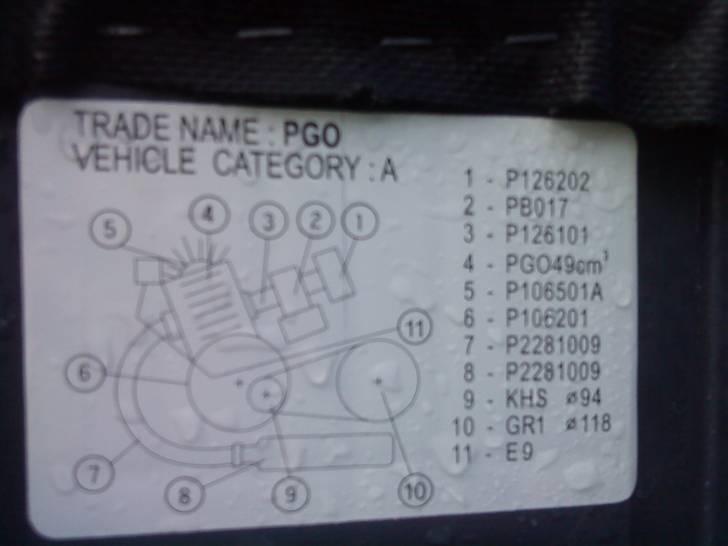 TRADE NAME : PGO
VEHICLE CATEGORY : A
1 - P126202
2 - PB017
3 - P126101
4 - PGO49cm³
5 - P106501A
6 - P106201
7 - P2281009
8 - P2281009
9 - KHS ø94
10 - GR1 ø118
11 - E9
5
4
3
2
1
11
6
7
8
9
10